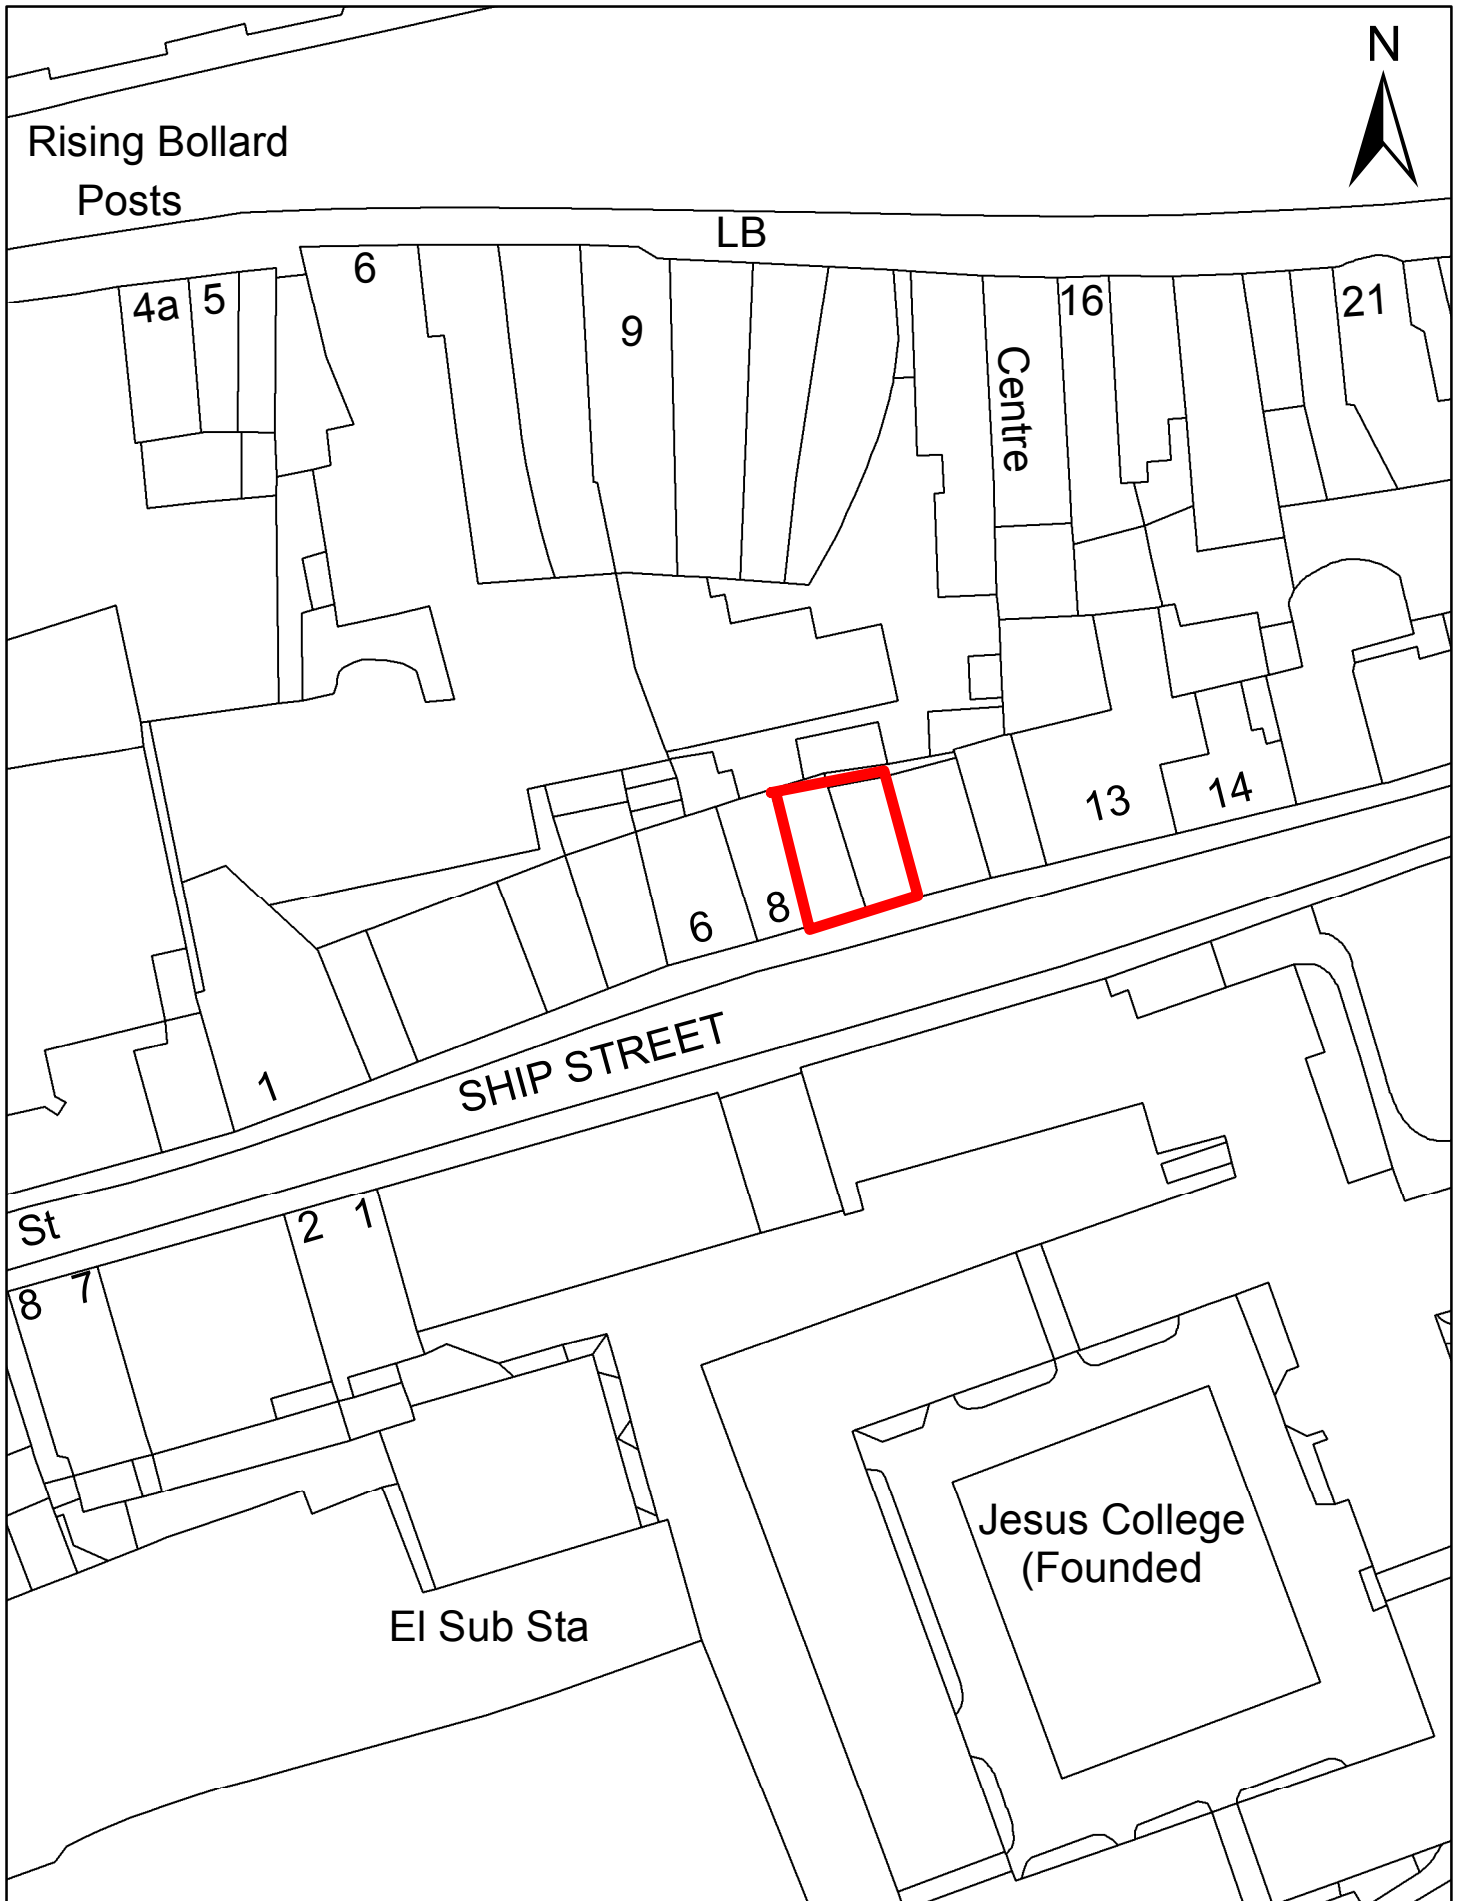 N
Rising Bollard
Posts
LB
6
4a
5
9
16
21
Centre
13
14
8
6
1
SHIP STREET
St
2
1
8
7
Jesus College
(Founded
El Sub Sta